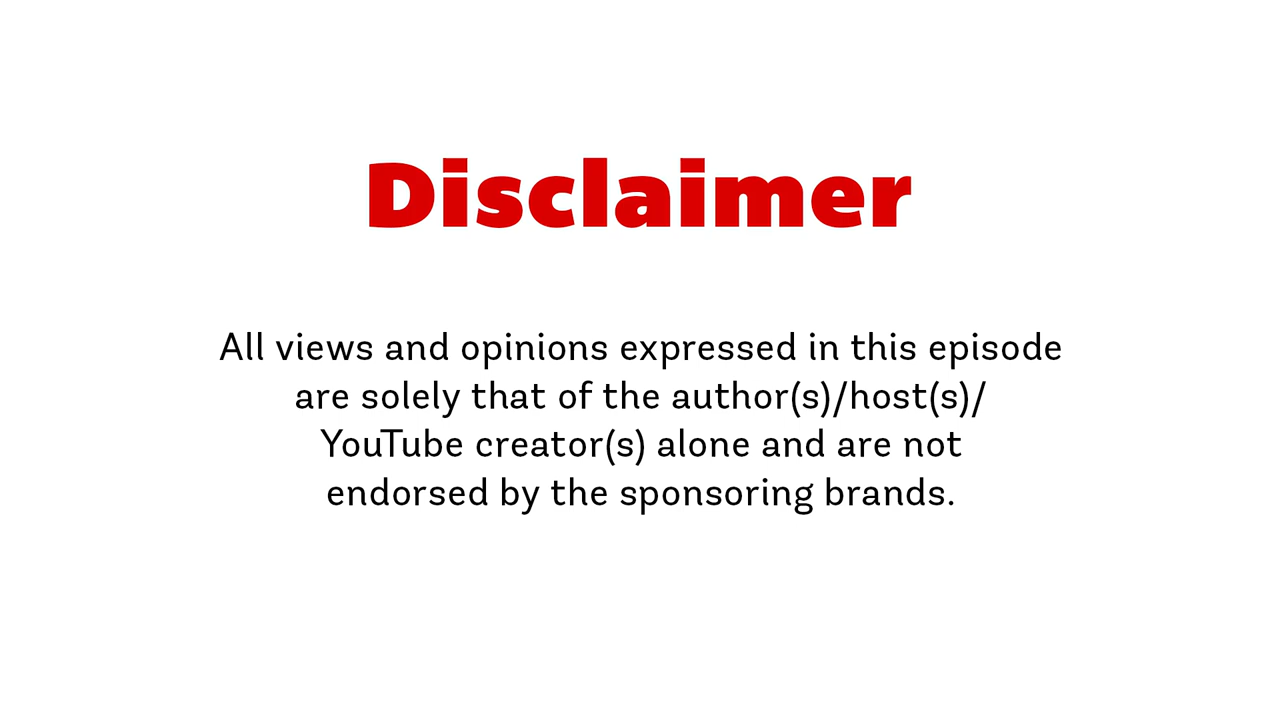 Disclaimer
All views and opinions expressed in this episode
are solely that of the author(s)/host(s)/
YouTube creator(s) alone and are not
endorsed by the sponsoring brands.